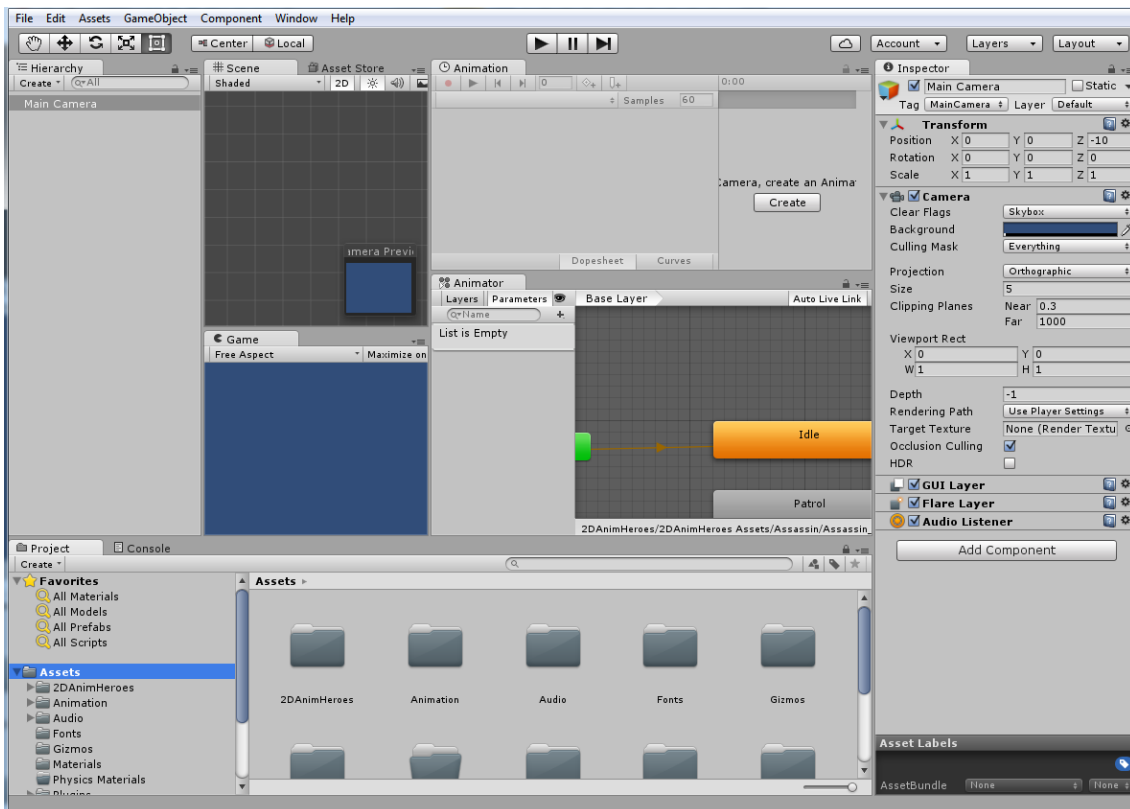 File Edit Assets GameObject Component Window Help
Center Local
Account Layers Layout
Hierarchy
Create All
Main Camera
Scene Asset Store
Shaded 2D
Camera Previ
Game
Free Aspect Maximize on
Animation
0 0:00
Samples 60
Camera, create an Anima
Create
Dopesheet Curves
Animator
Layers Parameters Base Layer Auto Live Link
Name
List is Empty
Idle
Patrol
2DAnimHeroes/2DAnimHeroes Assets/Assassin/Assassin_
Inspector
Main Camera Static
Tag MainCamera Layer Default
Transform
Position X 0 Y 0 Z -10
Rotation X 0 Y 0 Z 0
Scale X 1 Y 1 Z 1
Camera
Clear Flags Skybox
Background
Culling Mask Everything
Projection Orthographic
Size 5
Clipping Planes Near 0.3
Far 1000
Viewport Rect
X 0 Y 0
W 1 H 1
Depth -1
Rendering Path Use Player Settings
Target Texture None (Render Textu
Occlusion Culling
HDR
GUI Layer
Flare Layer
Audio Listener
Add Component
Project Console
Create
Favorites
All Materials
All Models
All Prefabs
All Scripts
Assets
2DAnimHeroes
Animation
Audio
Fonts
Gizmos
Materials
Physics Materials
Plugins
Assets
2DAnimHeroes Animation Audio Fonts Gizmos
Asset Labels
AssetBundle None None